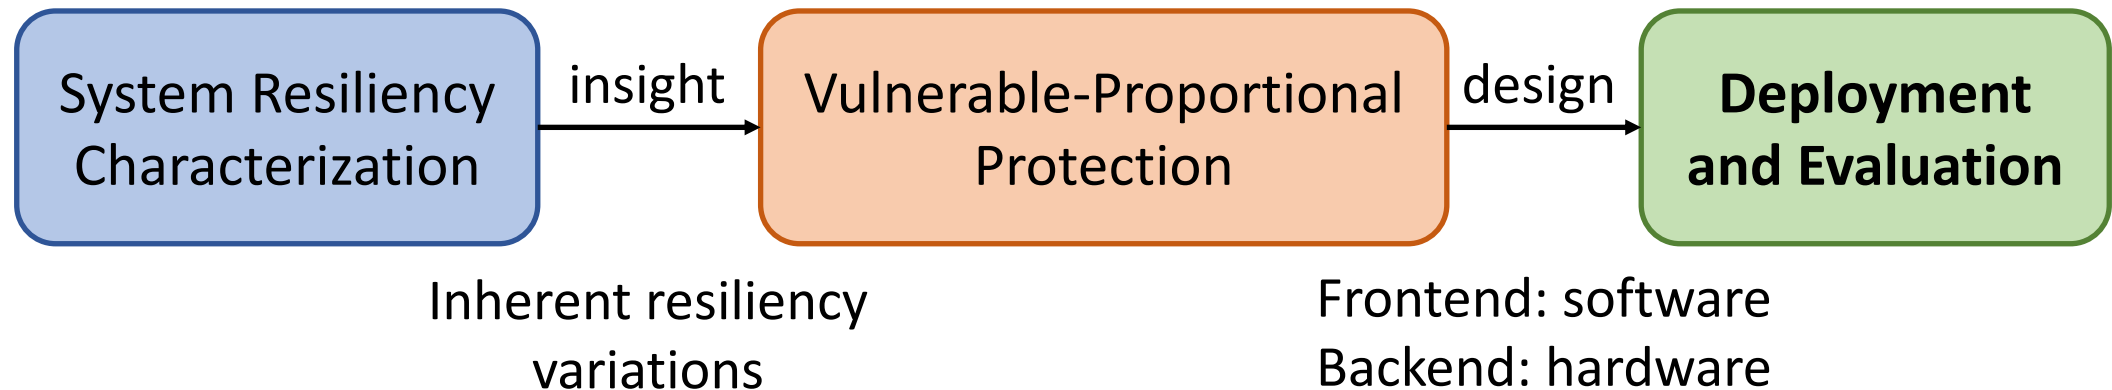 System Resiliency
Characterization
insight
Vulnerable-Proportional
Protection
design
Deployment
and Evaluation
Inherent resiliency
variations
Frontend: software
Backend: hardware